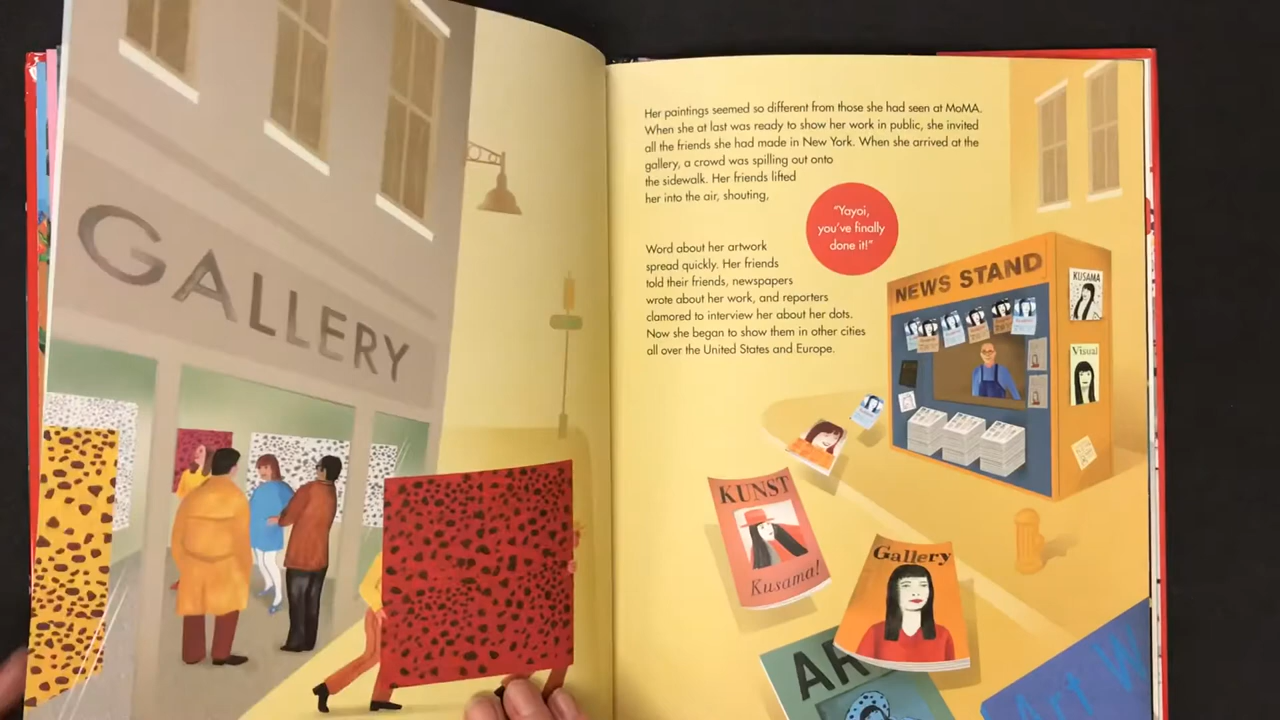 GALLERY
Her paintings seemed so different from those she had seen at MoMA.
When she at last was ready to show her work in public, she invited
all the friends she had made in New York. When she arrived at the
gallery, a crowd was spilling out onto
the sidewalk. Her friends lifted
her into the air, shouting,
“Yayoi,
you’ve finally
done it!”
Word about her artwork
spread quickly. Her friends
told their friends, newspapers
wrote about her work, and reporters
clamored to interview her about her dots.
Now she began to show them in other cities
all over the United States and Europe.
NEWS STAND
KUSAMA
Visual
KUNST
Kusama!
Gallery
AR
Art W